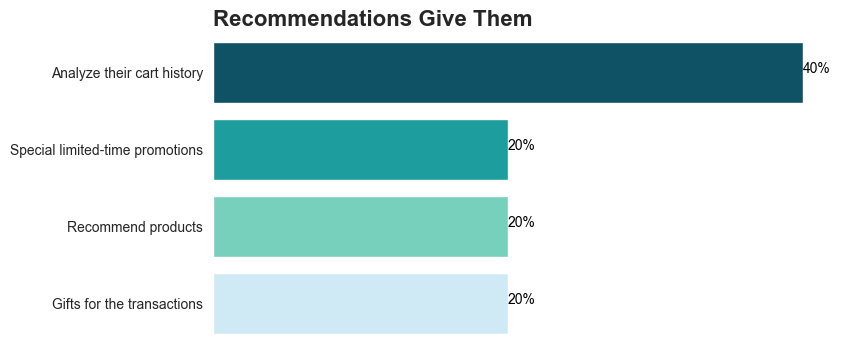 Recommendations Give Them
Analyze their cart history
40%
Special limited-time promotions
20%
Recommend products
20%
Gifts for the transactions
20%